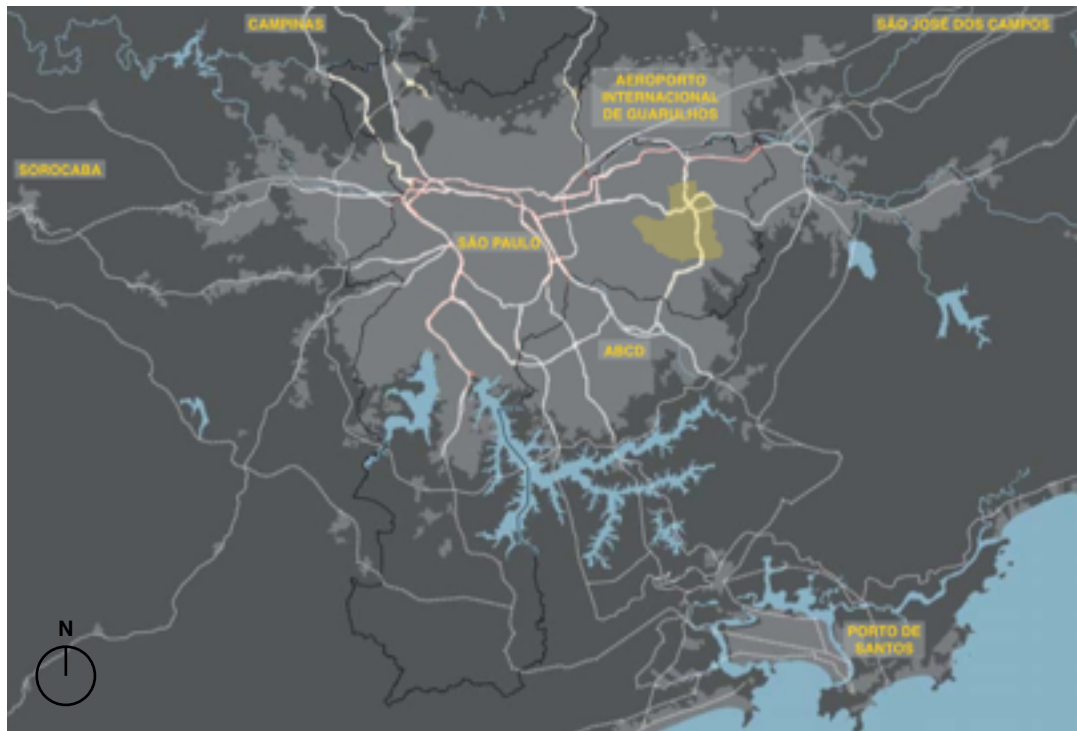 CAMPINAS
SÃO JOSÉ DOS CAMPOS
AEROPORTO
INTERNACIONAL
DE GUARULHOS
SOROCABA
SÃO PAULO
ABCD
N
PORTO DE
SANTOS